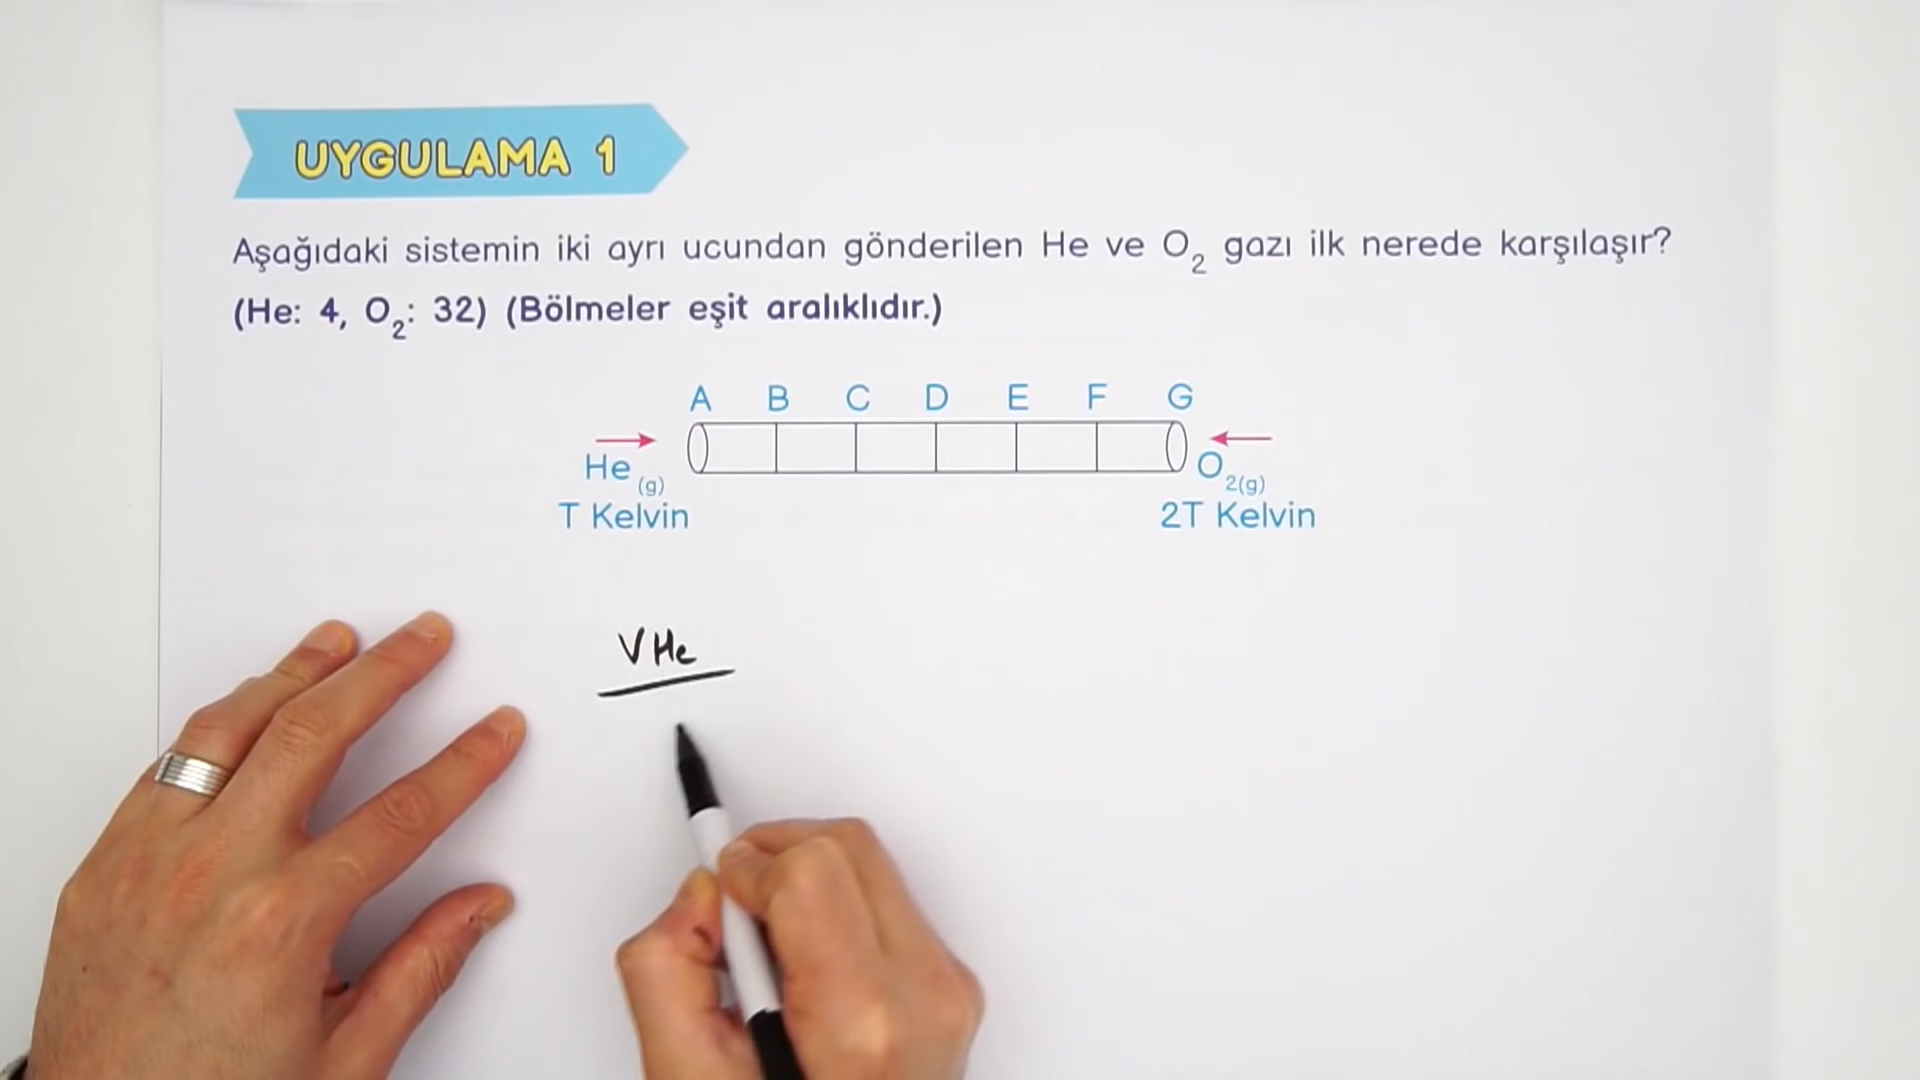 UYGULAMA 1
Aşağıdaki sistemin iki ayrı ucundan gönderilen He ve O₂ gazı ilk nerede karşılaşır?
(He: 4, O₂: 32) (Bölmeler eşit aralıklıdır.)
A B C D E F G
He(g) O2(g)
T Kelvin 2T Kelvin
VHe